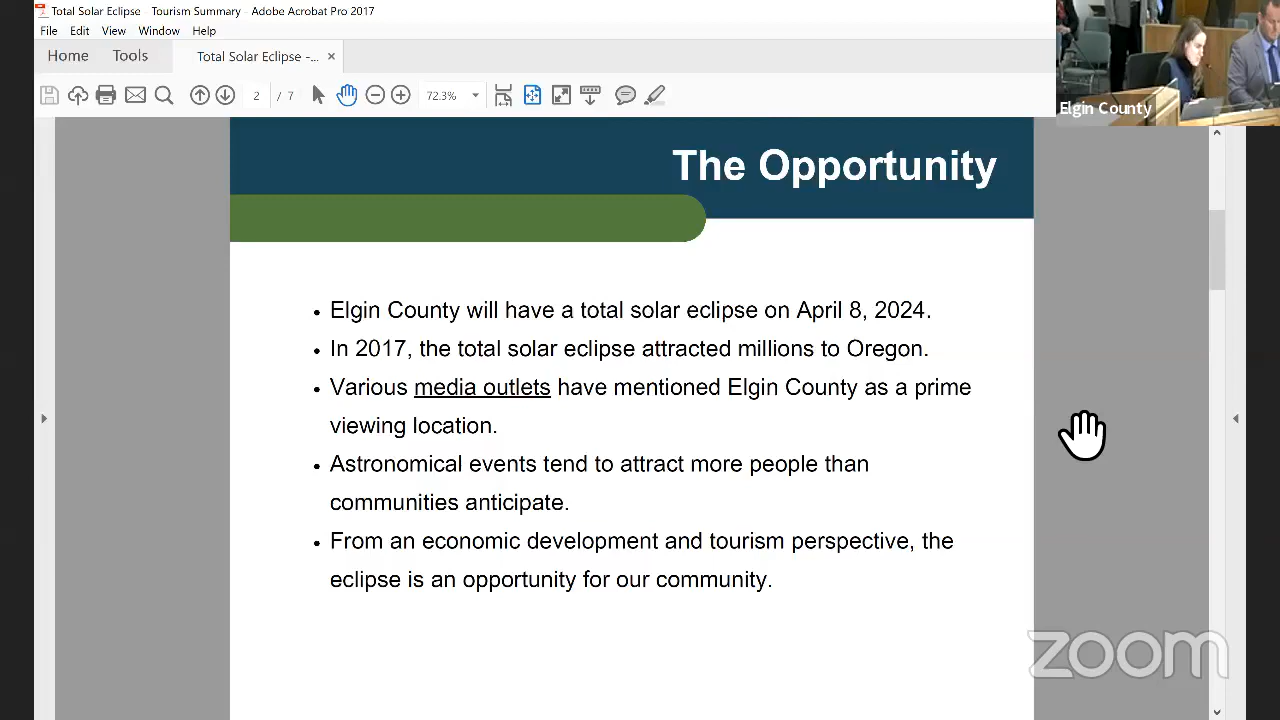 Total Solar Eclipse - Tourism Summary - Adobe Acrobat Pro 2017
File Edit View Window Help
Home Tools Total Solar Eclipse -... ×
2 / 7 72.3%
Elgin County
The Opportunity
• Elgin County will have a total solar eclipse on April 8, 2024.
• In 2017, the total solar eclipse attracted millions to Oregon.
• Various media outlets have mentioned Elgin County as a prime
viewing location.
• Astronomical events tend to attract more people than
communities anticipate.
• From an economic development and tourism perspective, the
eclipse is an opportunity for our community.
zoom